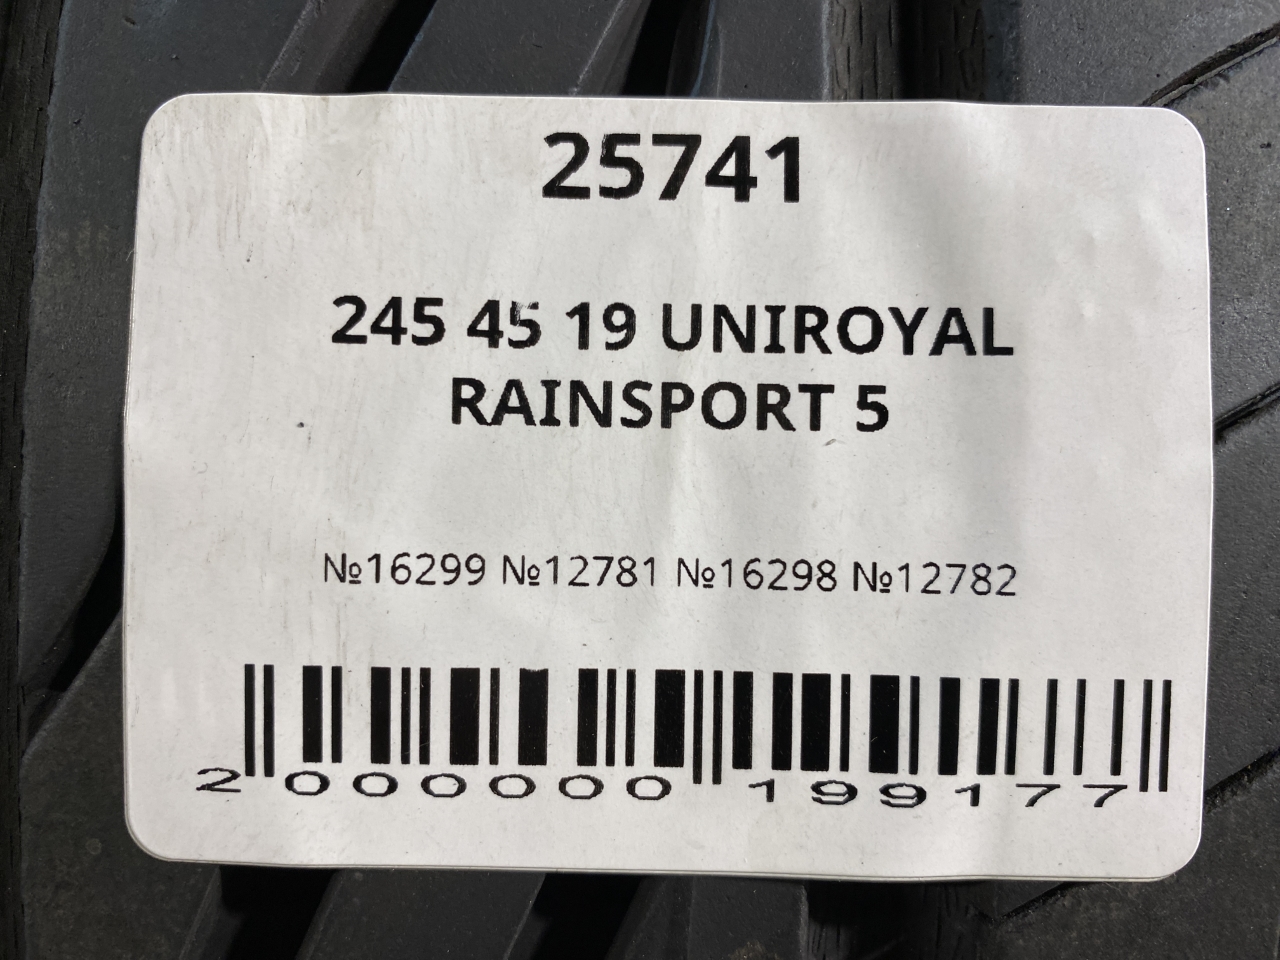 25741
245 45 19 UNIROYAL
RAINSPORT 5
№16299 №12781 №16298 №12782
2 000000 199177